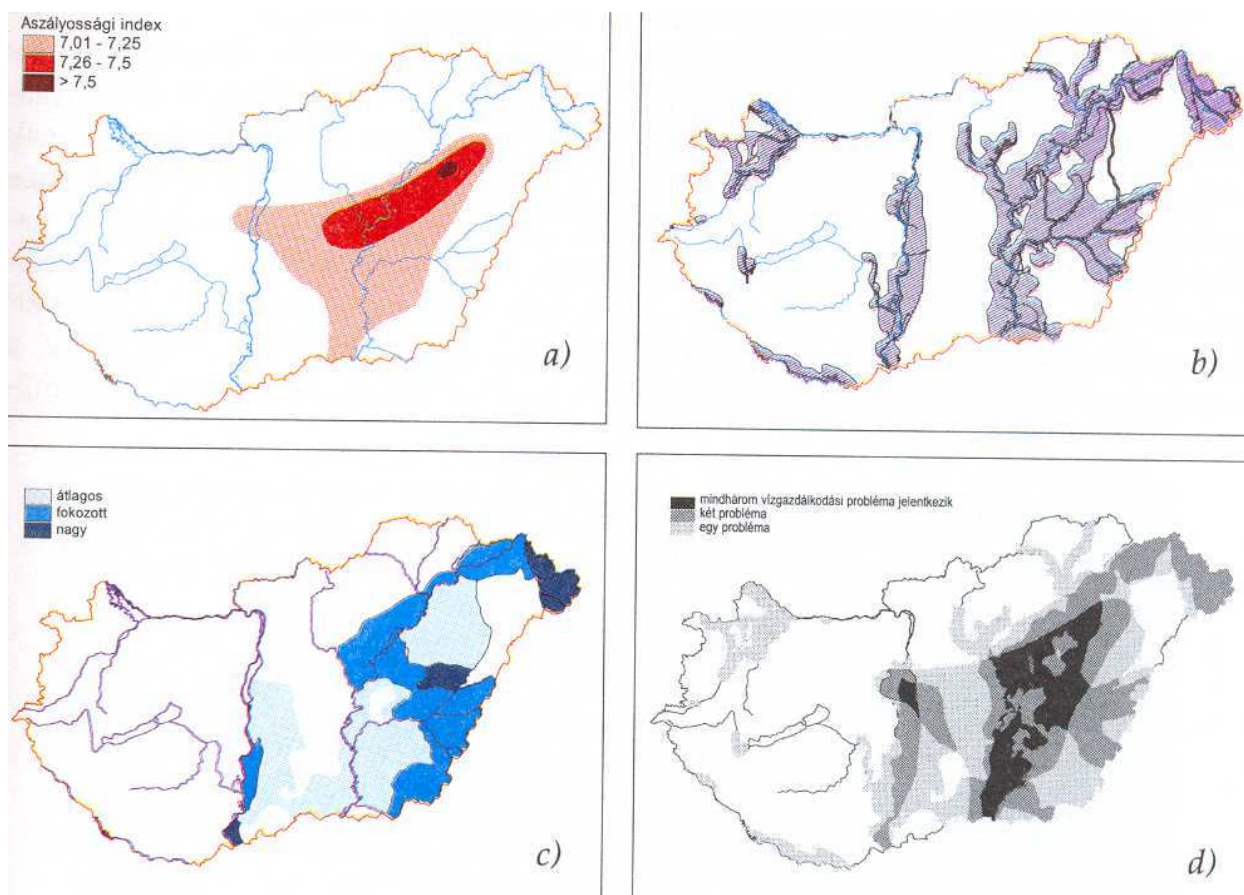 Aszályossági index
7,01 - 7,25
7,26 - 7,5
> 7,5
a)
b)
átlagos
fokozott
nagy
c)
mindhárom vízgazdálkodási probléma jelentkezik
két probléma
egy probléma
d)